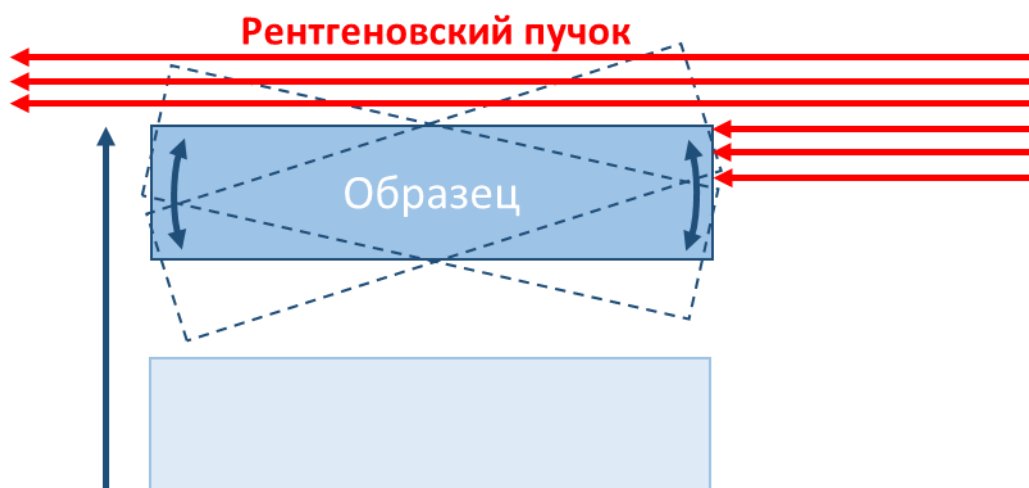 Рентгеновский пучок
Образец